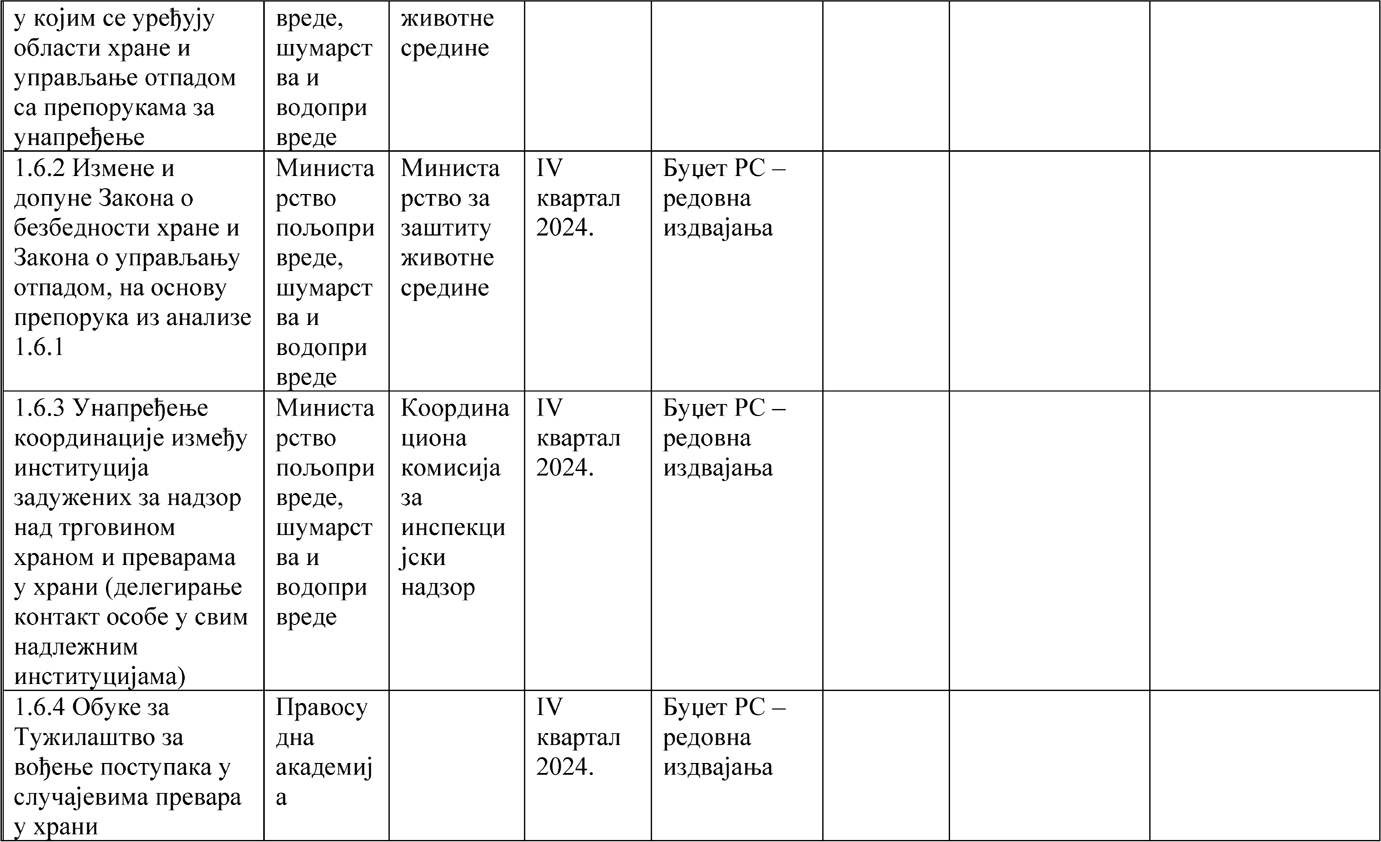 у којим се уређују
области хране и
управљање отпадом
са препорукама за
унапређење
вреде,
шумарст
ва и
водопри
вреде
животне
средине
1.6.2 Измене и
допуне Закона о
безбедности хране и
Закона о управљању
отпадом, на основу
препорука из анализе
1.6.1
Министа
рство
пољопри
вреде,
шумарст
ва и
водопри
вреде
Министа
рство за
заштиту
животне
средине
IV
квартал
2024.
Буџет РС –
редовна
издвајања
1.6.3 Унапређење
координације између
институција
задужених за надзор
над трговином
храном и преварама
у храни (делегирање
контакт особе у свим
надлежним
институцијама)
Министа
рство
пољопри
вреде,
шумарст
ва и
водопри
вреде
Координа
циона
комисија
за
инспекци
јски
надзор
IV
квартал
2024.
Буџет РС –
редовна
издвајања
1.6.4 Обуке за
Тужилаштво за
вођење поступака у
случајевима превара
у храни
Правосу
дна
академиј
а
IV
квартал
2024.
Буџет РС –
редовна
издвајања